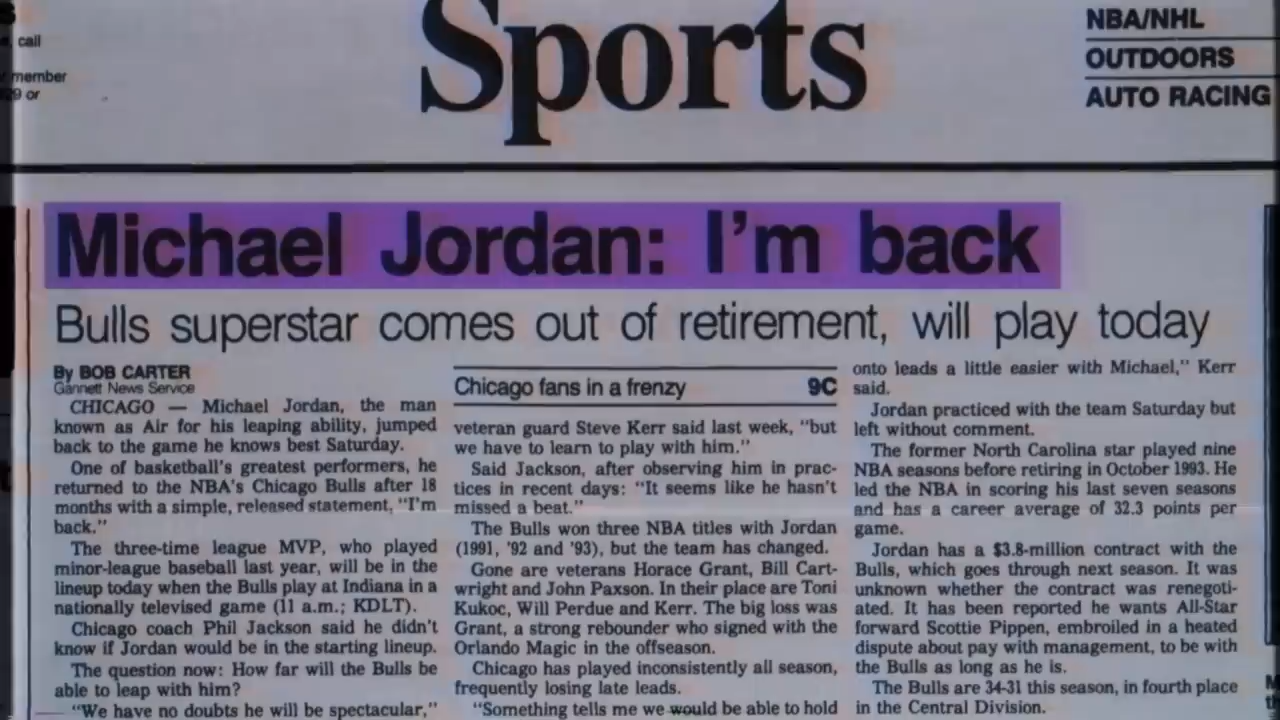 call
member
29 or
Sports
NBA/NHL
OUTDOORS
AUTO RACING
Michael Jordan: I'm back
Bulls superstar comes out of retirement, will play today
By BOB CARTER
Gannett News Service
CHICAGO — Michael Jordan, the man
known as Air for his leaping ability, jumped
back to the game he knows best Saturday.
One of basketball's greatest performers, he
returned to the NBA's Chicago Bulls after 18
months with a simple, released statement, "I'm
back."
The three-time league MVP, who played
minor-league baseball last year, will be in the
lineup today when the Bulls play at Indiana in a
nationally televised game (11 a.m.; KDLT).
Chicago coach Phil Jackson said he didn't
know if Jordan would be in the starting lineup.
The question now: How far will the Bulls be
able to leap with him?
"We have no doubts he will be spectacular,"
Chicago fans in a frenzy 9C
veteran guard Steve Kerr said last week, "but
we have to learn to play with him."
Said Jackson, after observing him in prac-
tices in recent days: "It seems like he hasn't
missed a beat."
The Bulls won three NBA titles with Jordan
(1991, '92 and '93), but the team has changed.
Gone are veterans Horace Grant, Bill Cart-
wright and John Paxson. In their place are Toni
Kukoc, Will Perdue and Kerr. The big loss was
Grant, a strong rebounder who signed with the
Orlando Magic in the offseason.
Chicago has played inconsistently all season,
frequently losing late leads.
"Something tells me we would be able to hold
onto leads a little easier with Michael," Kerr
said.
Jordan practiced with the team Saturday but
left without comment.
The former North Carolina star played nine
NBA seasons before retiring in October 1993. He
led the NBA in scoring his last seven seasons
and has a career average of 32.3 points per
game.
Jordan has a $3.8-million contract with the
Bulls, which goes through next season. It was
unknown whether the contract was renegoti-
ated. It has been reported he wants All-Star
forward Scottie Pippen, embroiled in a heated
dispute about pay with management, to be with
the Bulls as long as he is.
The Bulls are 34-31 this season, in fourth place
in the Central Division.